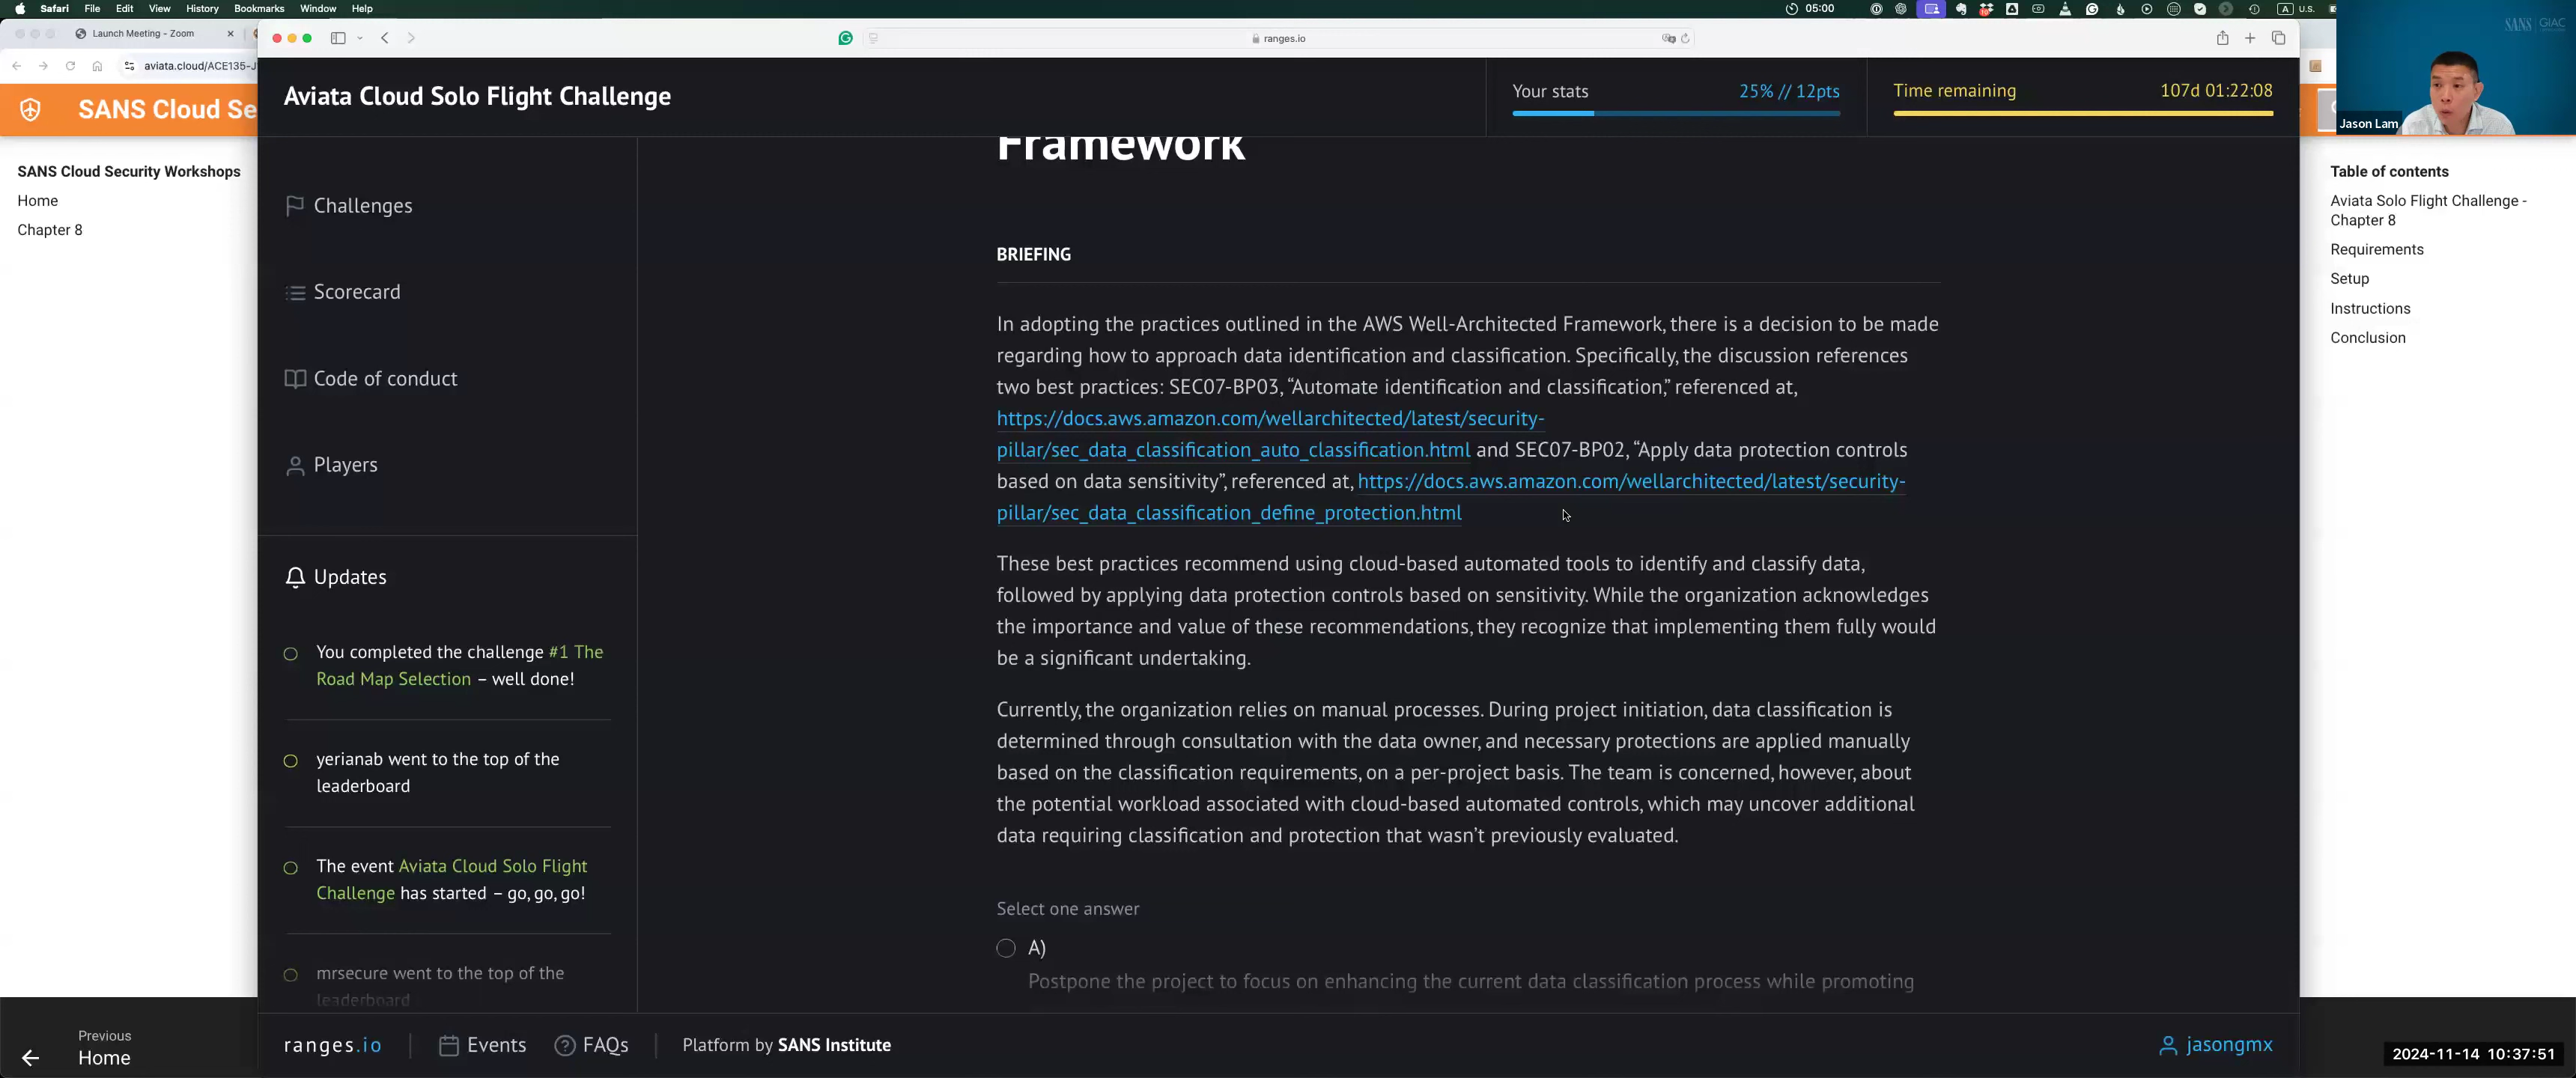 Safari File Edit View History Bookmarks Window Help
05:00
U.S.
Launch Meeting - Zoom
aviata.cloud/ACE135-J
ranges.io
SANS GIAC
Jason Lam
SANS Cloud Se
SANS Cloud Security Workshops
Home
Chapter 8
Aviata Cloud Solo Flight Challenge
Your stats
25% // 12pts
Time remaining
107d 01:22:08
Challenges
Scorecard
Code of conduct
Players
Updates
You completed the challenge #1 The
Road Map Selection – well done!
yerianab went to the top of the
leaderboard
The event Aviata Cloud Solo Flight
Challenge has started – go, go, go!
mrsecure went to the top of the
leaderboard
Framework
BRIEFING
In adopting the practices outlined in the AWS Well-Architected Framework, there is a decision to be made
regarding how to approach data identification and classification. Specifically, the discussion references
two best practices: SEC07-BP03, “Automate identification and classification,” referenced at,
https://docs.aws.amazon.com/wellarchitected/latest/security-
pillar/sec_data_classification_auto_classification.html and SEC07-BP02, “Apply data protection controls
based on data sensitivity”, referenced at, https://docs.aws.amazon.com/wellarchitected/latest/security-
pillar/sec_data_classification_define_protection.html
These best practices recommend using cloud-based automated tools to identify and classify data,
followed by applying data protection controls based on sensitivity. While the organization acknowledges
the importance and value of these recommendations, they recognize that implementing them fully would
be a significant undertaking.
Currently, the organization relies on manual processes. During project initiation, data classification is
determined through consultation with the data owner, and necessary protections are applied manually
based on the classification requirements, on a per-project basis. The team is concerned, however, about
the potential workload associated with cloud-based automated controls, which may uncover additional
data requiring classification and protection that wasn’t previously evaluated.
Select one answer
A)
Postpone the project to focus on enhancing the current data classification process while promoting
Table of contents
Aviata Solo Flight Challenge -
Chapter 8
Requirements
Setup
Instructions
Conclusion
Previous
Home
ranges.io
Events
FAQs
Platform by SANS Institute
jasongmx
2024-11-14 10:37:51